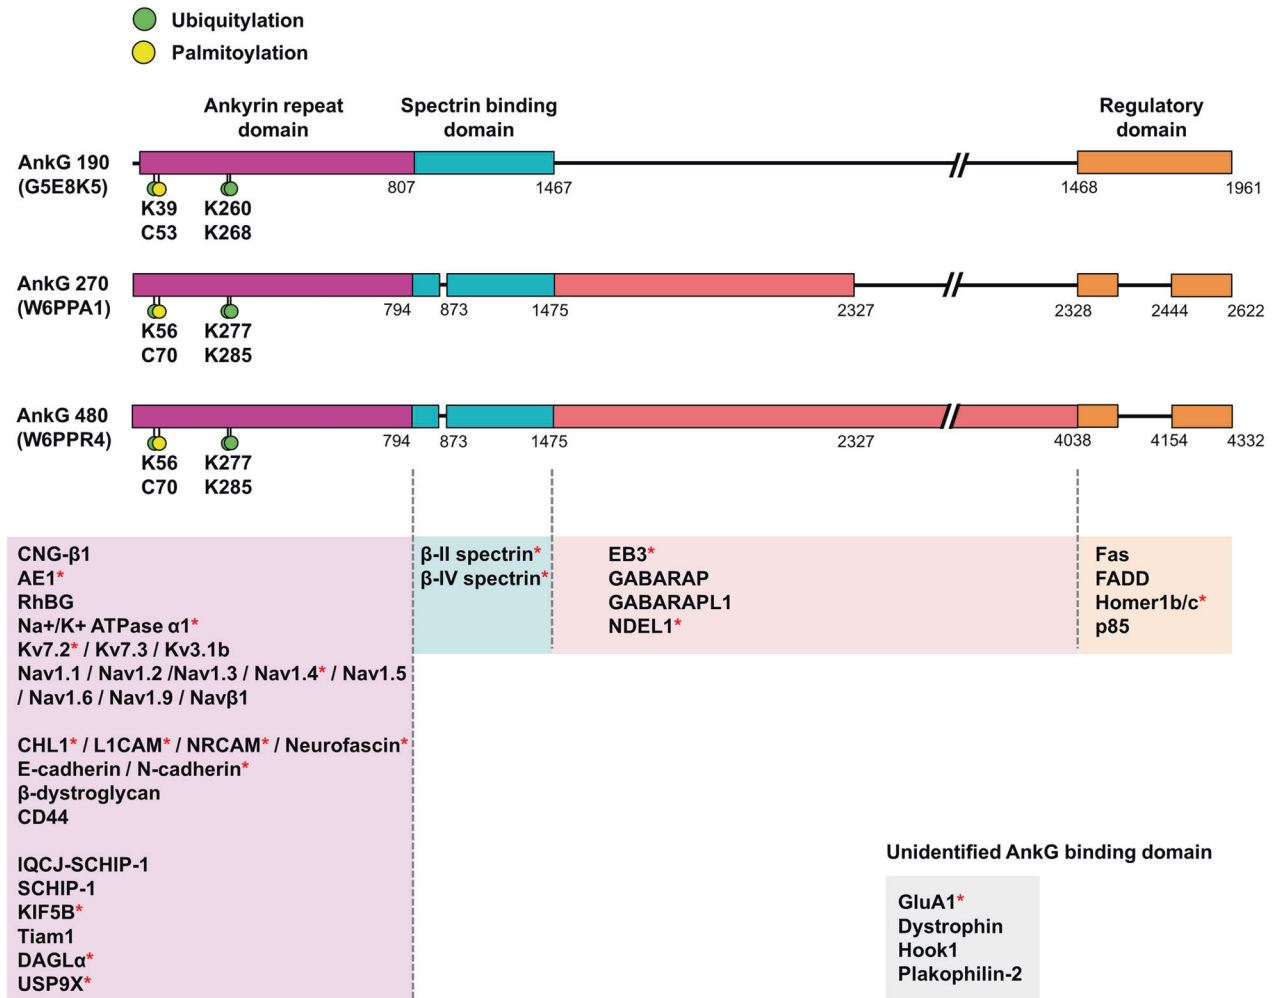 Ubiquitylation
Palmitoylation
Ankyrin repeat domain
Spectrin binding domain
Regulatory domain
AnkG 190
(G5E8K5)
807
1467
1468
1961
K39
K260
C53
K268
AnkG 270
(W6PPA1)
794
873
1475
2327
2328
2444
2622
K56
K277
C70
K285
AnkG 480
(W6PPR4)
794
873
1475
2327
4038
4154
4332
K56
K277
C70
K285
CNG-β1
AE1*
RhBG
Na+/K+ ATPase α1*
Kv7.2* / Kv7.3 / Kv3.1b
Nav1.1 / Nav1.2 /Nav1.3 / Nav1.4* / Nav1.5
/ Nav1.6 / Nav1.9 / Navβ1
CHL1* / L1CAM* / NRCAM* / Neurofascin*
E-cadherin / N-cadherin*
β-dystroglycan
CD44
IQCJ-SCHIP-1
SCHIP-1
KIF5B*
Tiam1
DAGLα*
USP9X*
β-II spectrin*
β-IV spectrin*
EB3*
GABARAP
GABARAPL1
NDEL1*
Fas
FADD
Homer1b/c*
p85
Unidentified AnkG binding domain
GluA1*
Dystrophin
Hook1
Plakophilin-2